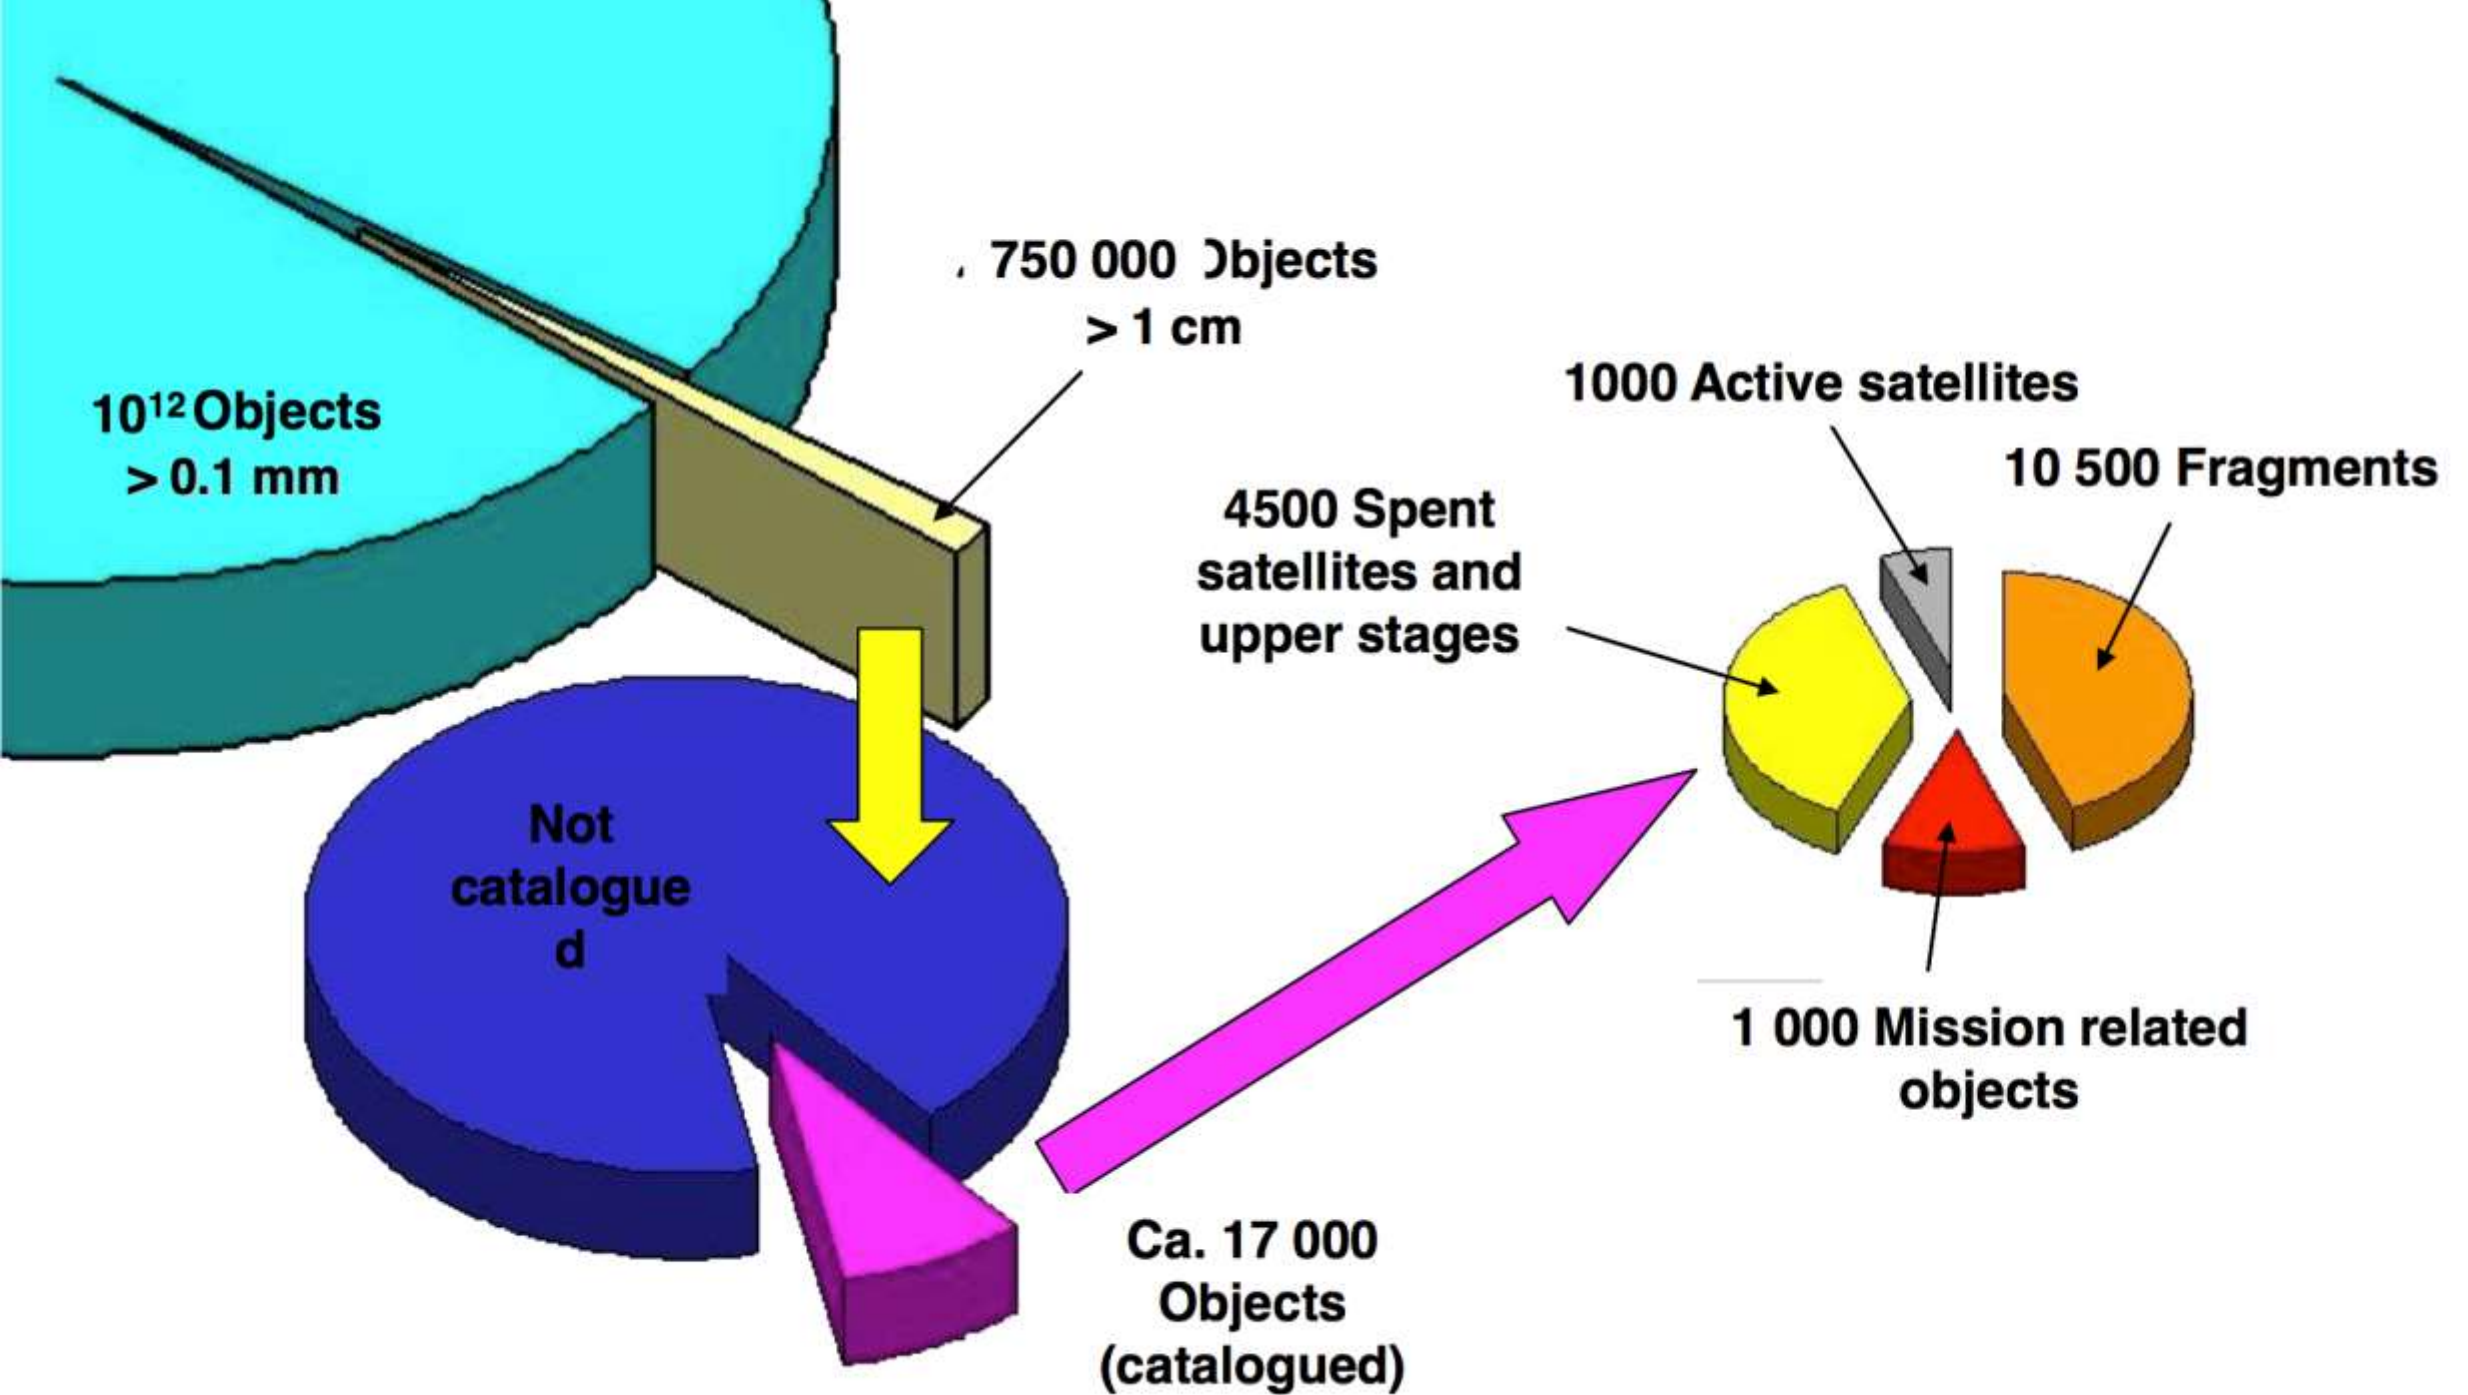 10¹² Objects
> 0.1 mm
750 000 Objects
> 1 cm
1000 Active satellites
10 500 Fragments
4500 Spent
satellites and
upper stages
Not
catalogue
d
1 000 Mission related
objects
Ca. 17 000
Objects
(catalogued)